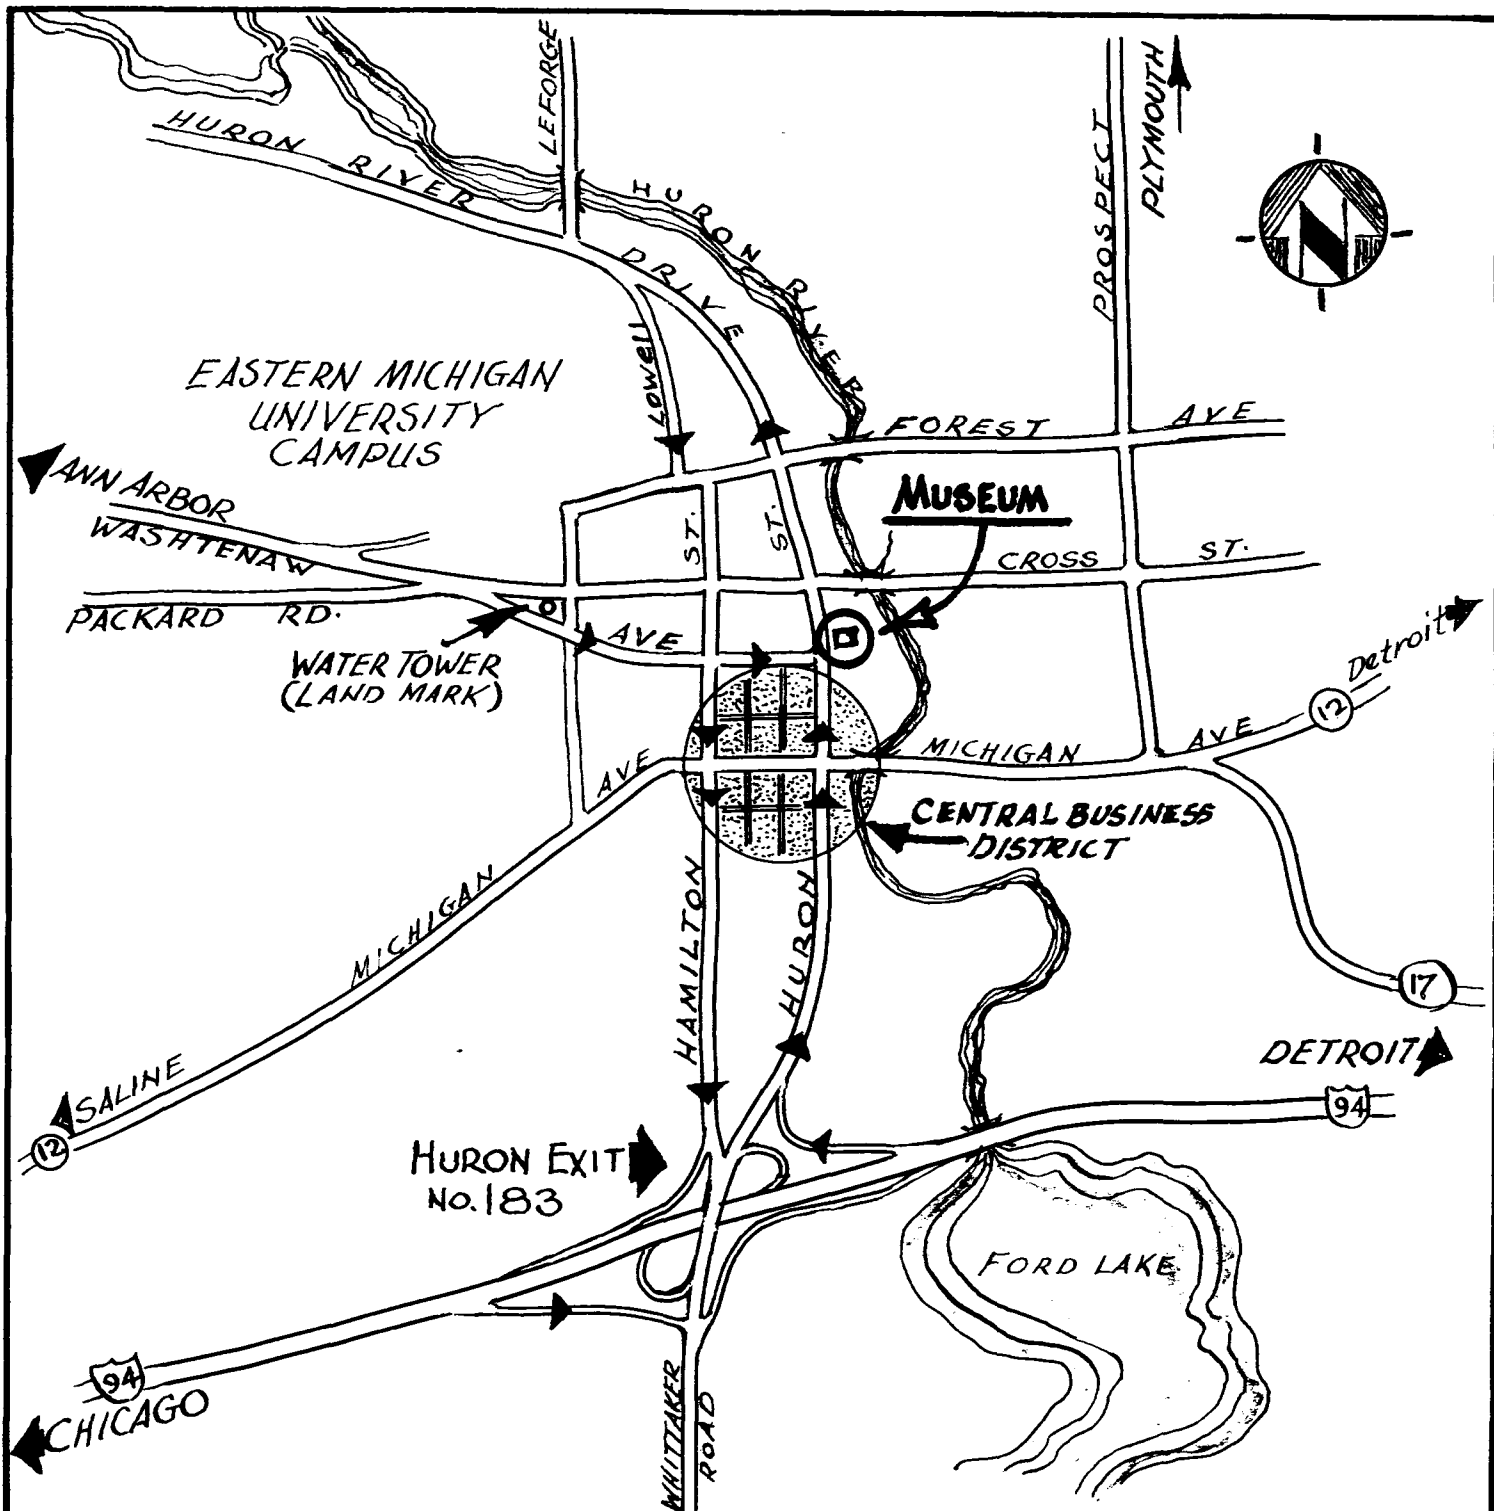 LEFORGE
PLYMOUTH
HURON RIVER DRIVE
HURON RIVER
PROSPECT
N
LOWEll
EASTERN MICHIGAN
UNIVERSITY
CAMPUS
FOREST AVE
ANN ARBOR
WASHTENAW AVE
MUSEUM
ST.
ST.
CROSS ST.
PACKARD RD.
WATER TOWER
(LAND MARK)
Detroit
12
MICHIGAN AVE
MICHIGAN AVE
CENTRAL BUSINESS
DISTRICT
HAMILTON
HURON
17
DETROIT
SALINE
12
94
HURON EXIT
NO. 183
FORD LAKE
94
CHICAGO
WHITTAKER
ROAD